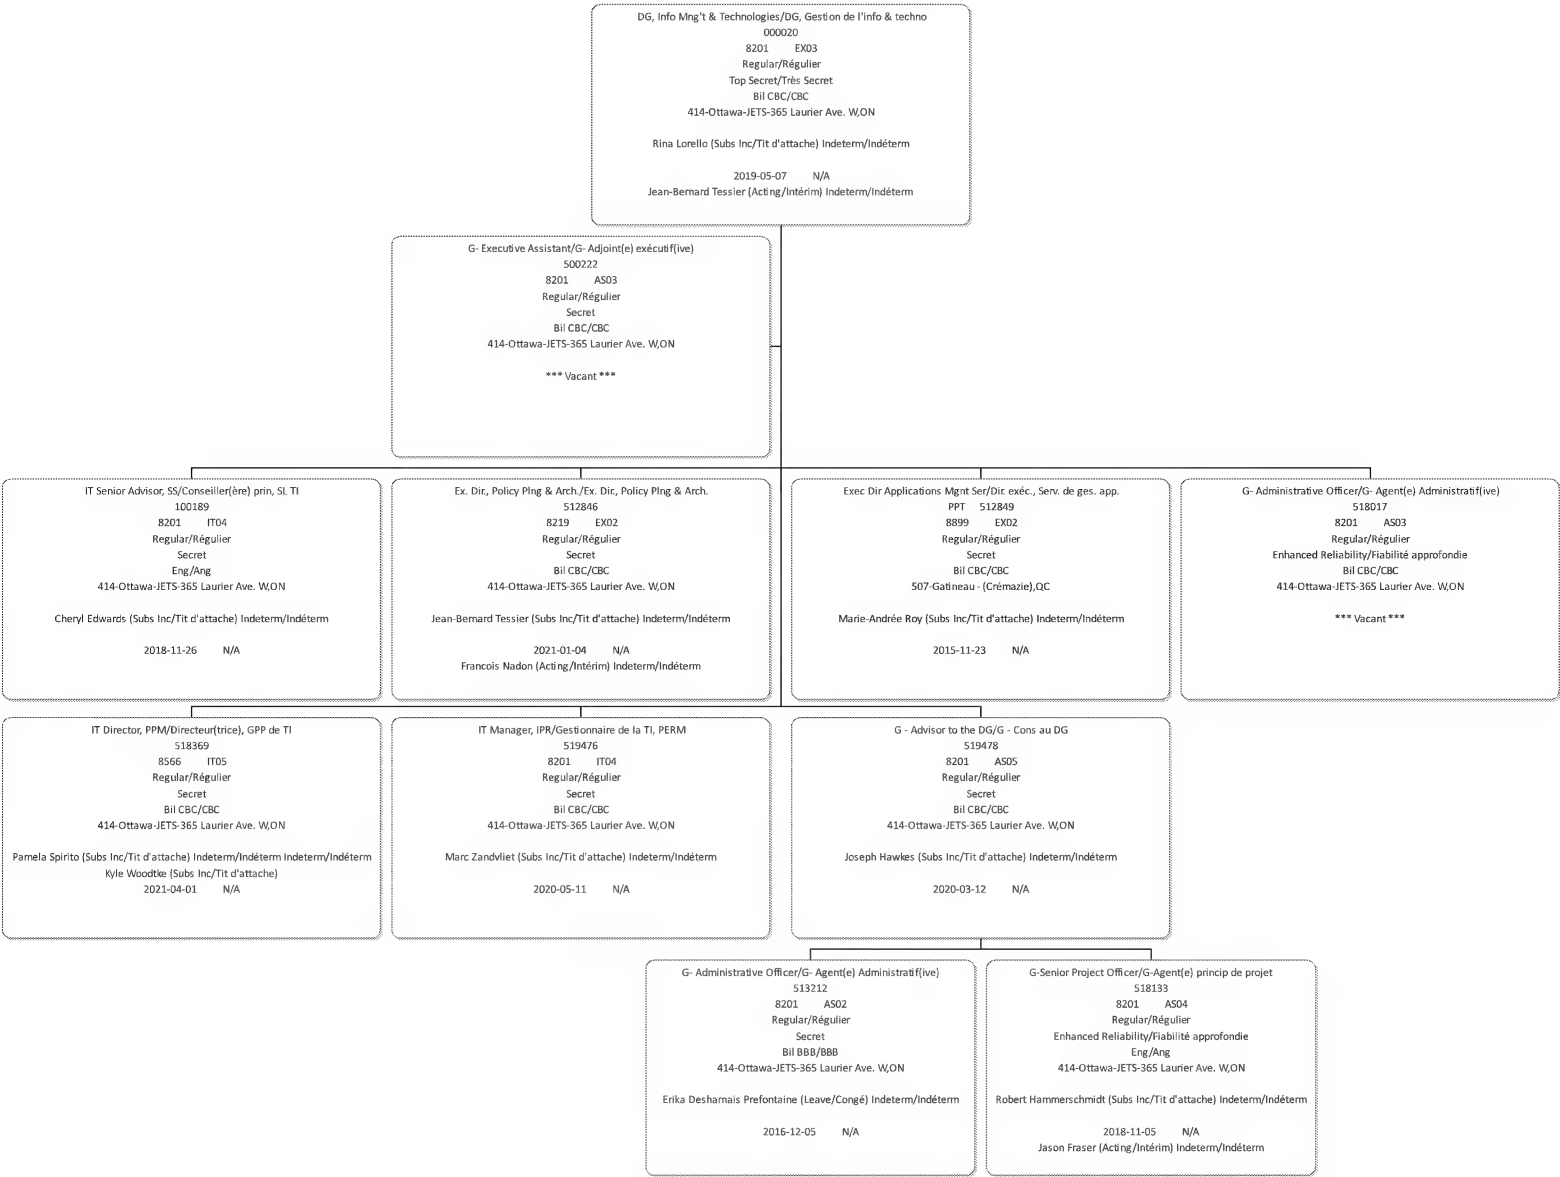 DG, Info Mng't & Technologies/DG, Gestion de l'info & techno
000020
8201 EX03
Regular/Régulier
Top Secret/Très Secret
Bil CBC/CBC
414-Ottawa-JETS-365 Laurier Ave. W,ON
Rina Lorello (Subs Inc/Tit d'attache) Indeterm/Indéterm
2019-05-07 N/A
Jean-Bernard Tessier (Acting/Intérim) Indeterm/Indéterm
G- Executive Assistant/G- Adjoint(e) exécutif(ive)
500222
8201 AS03
Regular/Régulier
Secret
Bil CBC/CBC
414-Ottawa-JETS-365 Laurier Ave. W,ON
*** Vacant ***
IT Senior Advisor, SS/Conseiller(ère) prin, SL TI
100189
8201 IT04
Regular/Régulier
Secret
Eng/Ang
414-Ottawa-JETS-365 Laurier Ave. W,ON
Cheryl Edwards (Subs Inc/Tit d'attache) Indeterm/Indéterm
2018-11-26 N/A
Ex. Dir., Policy Plng & Arch./Ex. Dir., Policy Plng & Arch.
512846
8219 EX02
Regular/Régulier
Secret
Bil CBC/CBC
414-Ottawa-JETS-365 Laurier Ave. W,ON
Jean-Bernard Tessier (Subs Inc/Tit d'attache) Indeterm/Indéterm
2021-01-04 N/A
Francois Nadon (Acting/Intérim) Indeterm/Indéterm
Exec Dir Applications Mgnt Ser/Dir. exéc., Serv. de ges. app.
PPT 512849
8899 EX02
Regular/Régulier
Secret
Bil CBC/CBC
507-Gatineau - (Crémazie),QC
Marie-Andrée Roy (Subs Inc/Tit d'attache) Indeterm/Indéterm
2015-11-23 N/A
G- Administrative Officer/G- Agent(e) Administratif(ive)
518017
8201 AS03
Regular/Régulier
Enhanced Reliability/Fiabilité approfondie
Bil CBC/CBC
414-Ottawa-JETS-365 Laurier Ave. W,ON
*** Vacant ***
IT Director, PPM/Directeur(trice), GPP de TI
518369
8566 IT05
Regular/Régulier
Secret
Bil CBC/CBC
414-Ottawa-JETS-365 Laurier Ave. W,ON
Pamela Spirito (Subs Inc/Tit d'attache) Indeterm/Indéterm Indeterm/Indéterm
Kyle Woodtke (Subs Inc/Tit d'attache)
2021-04-01 N/A
IT Manager, IPR/Gestionnaire de la TI, PERM
519476
8201 IT04
Regular/Régulier
Secret
Bil CBC/CBC
414-Ottawa-JETS-365 Laurier Ave. W,ON
Marc Zandvliet (Subs Inc/Tit d'attache) Indeterm/Indéterm
2020-05-11 N/A
G - Advisor to the DG/G - Cons au DG
519478
8201 AS05
Regular/Régulier
Secret
Bil CBC/CBC
414-Ottawa-JETS-365 Laurier Ave. W,ON
Joseph Hawkes (Subs Inc/Tit d'attache) Indeterm/Indéterm
2020-03-12 N/A
G- Administrative Officer/G- Agent(e) Administratif(ive)
513212
8201 AS02
Regular/Régulier
Secret
Bil BBB/BBB
414-Ottawa-JETS-365 Laurier Ave. W,ON
Erika Desharnais Prefontaine (Leave/Congé) Indeterm/Indéterm
2016-12-05 N/A
G-Senior Project Officer/G-Agent(e) princip de projet
518133
8201 AS04
Regular/Régulier
Enhanced Reliability/Fiabilité approfondie
Eng/Ang
414-Ottawa-JETS-365 Laurier Ave. W,ON
Robert Hammerschmidt (Subs Inc/Tit d'attache) Indeterm/Indéterm
2018-11-05 N/A
Jason Fraser (Acting/Intérim) Indeterm/Indéterm